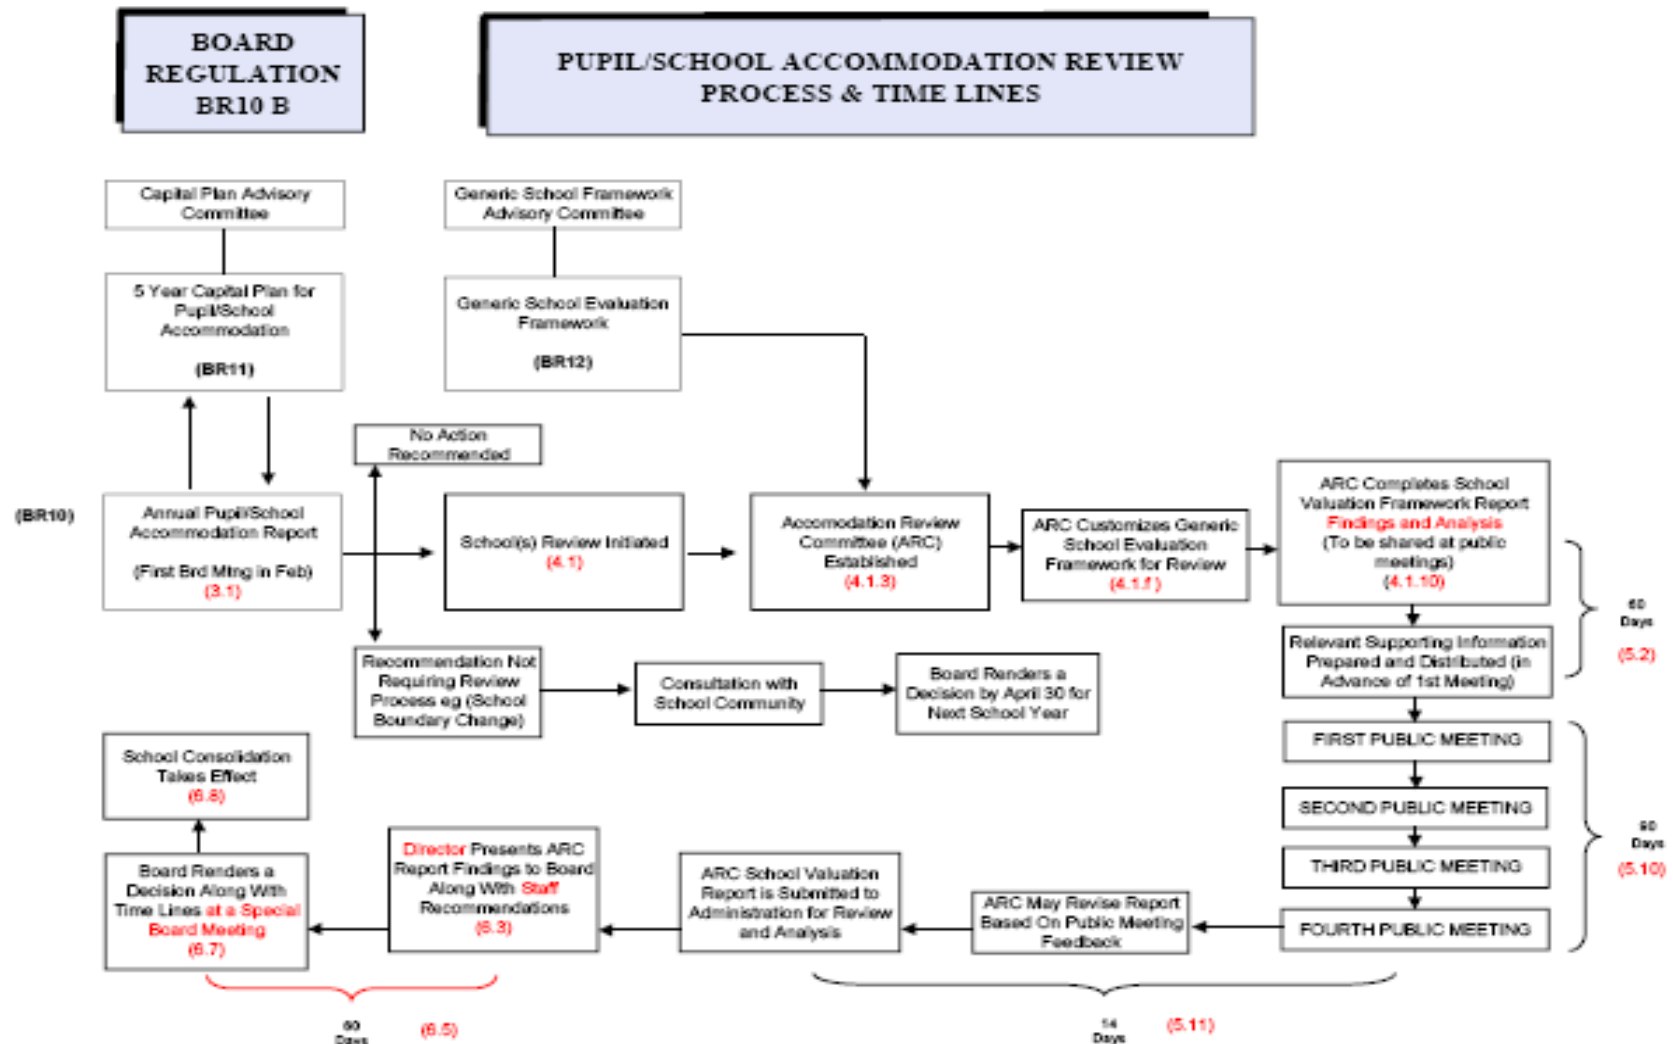 BOARD
REGULATION
BR10 B
PUPIL/SCHOOL ACCOMMODATION REVIEW
PROCESS & TIME LINES
Capital Plan Advisory
Committee
Generic School Framework
Advisory Committee
5 Year Capital Plan for
Pupil/School
Accommodation
(BR11)
Generic School Evaluation
Framework
(BR12)
No Action
Recommended
(BR10)
Annual Pupil/School
Accommodation Report
(First Brd Mtng in Feb)
(3.1)
School(s) Review Initiated
(4.1)
Accomodation Review
Committee (ARC)
Established
(4.1.3)
ARC Customizes Generic
School Evaluation
Framework for Review
(4.1.f)
ARC Completes School
Valuation Framework Report
Findings and Analysis
(To be shared at public
meetings)
(4.1.10)
60
Days
(5.2)
Relevant Supporting Information
Prepared and Distributed (in
Advance of 1st Meeting)
Recommendation Not
Requiring Review
Process eg (School
Boundary Change)
Consultation with
School Community
Board Renders a
Decision by April 30 for
Next School Year
FIRST PUBLIC MEETING
SECOND PUBLIC MEETING
THIRD PUBLIC MEETING
FOURTH PUBLIC MEETING
Days
(5.10)
School Consolidation
Takes Effect
(6.8)
Board Renders a
Decision Along With
Time Lines at a Special
Board Meeting
(6.7)
Director Presents ARC
Report Findings to Board
Along With Staff
Recommendations
(6.3)
ARC School Valuation
Report is Submitted to
Administration for Review
and Analysis
ARC May Revise Report
Based On Public Meeting
Feedback
60
Days
(6.5)
14
Days
(5.11)